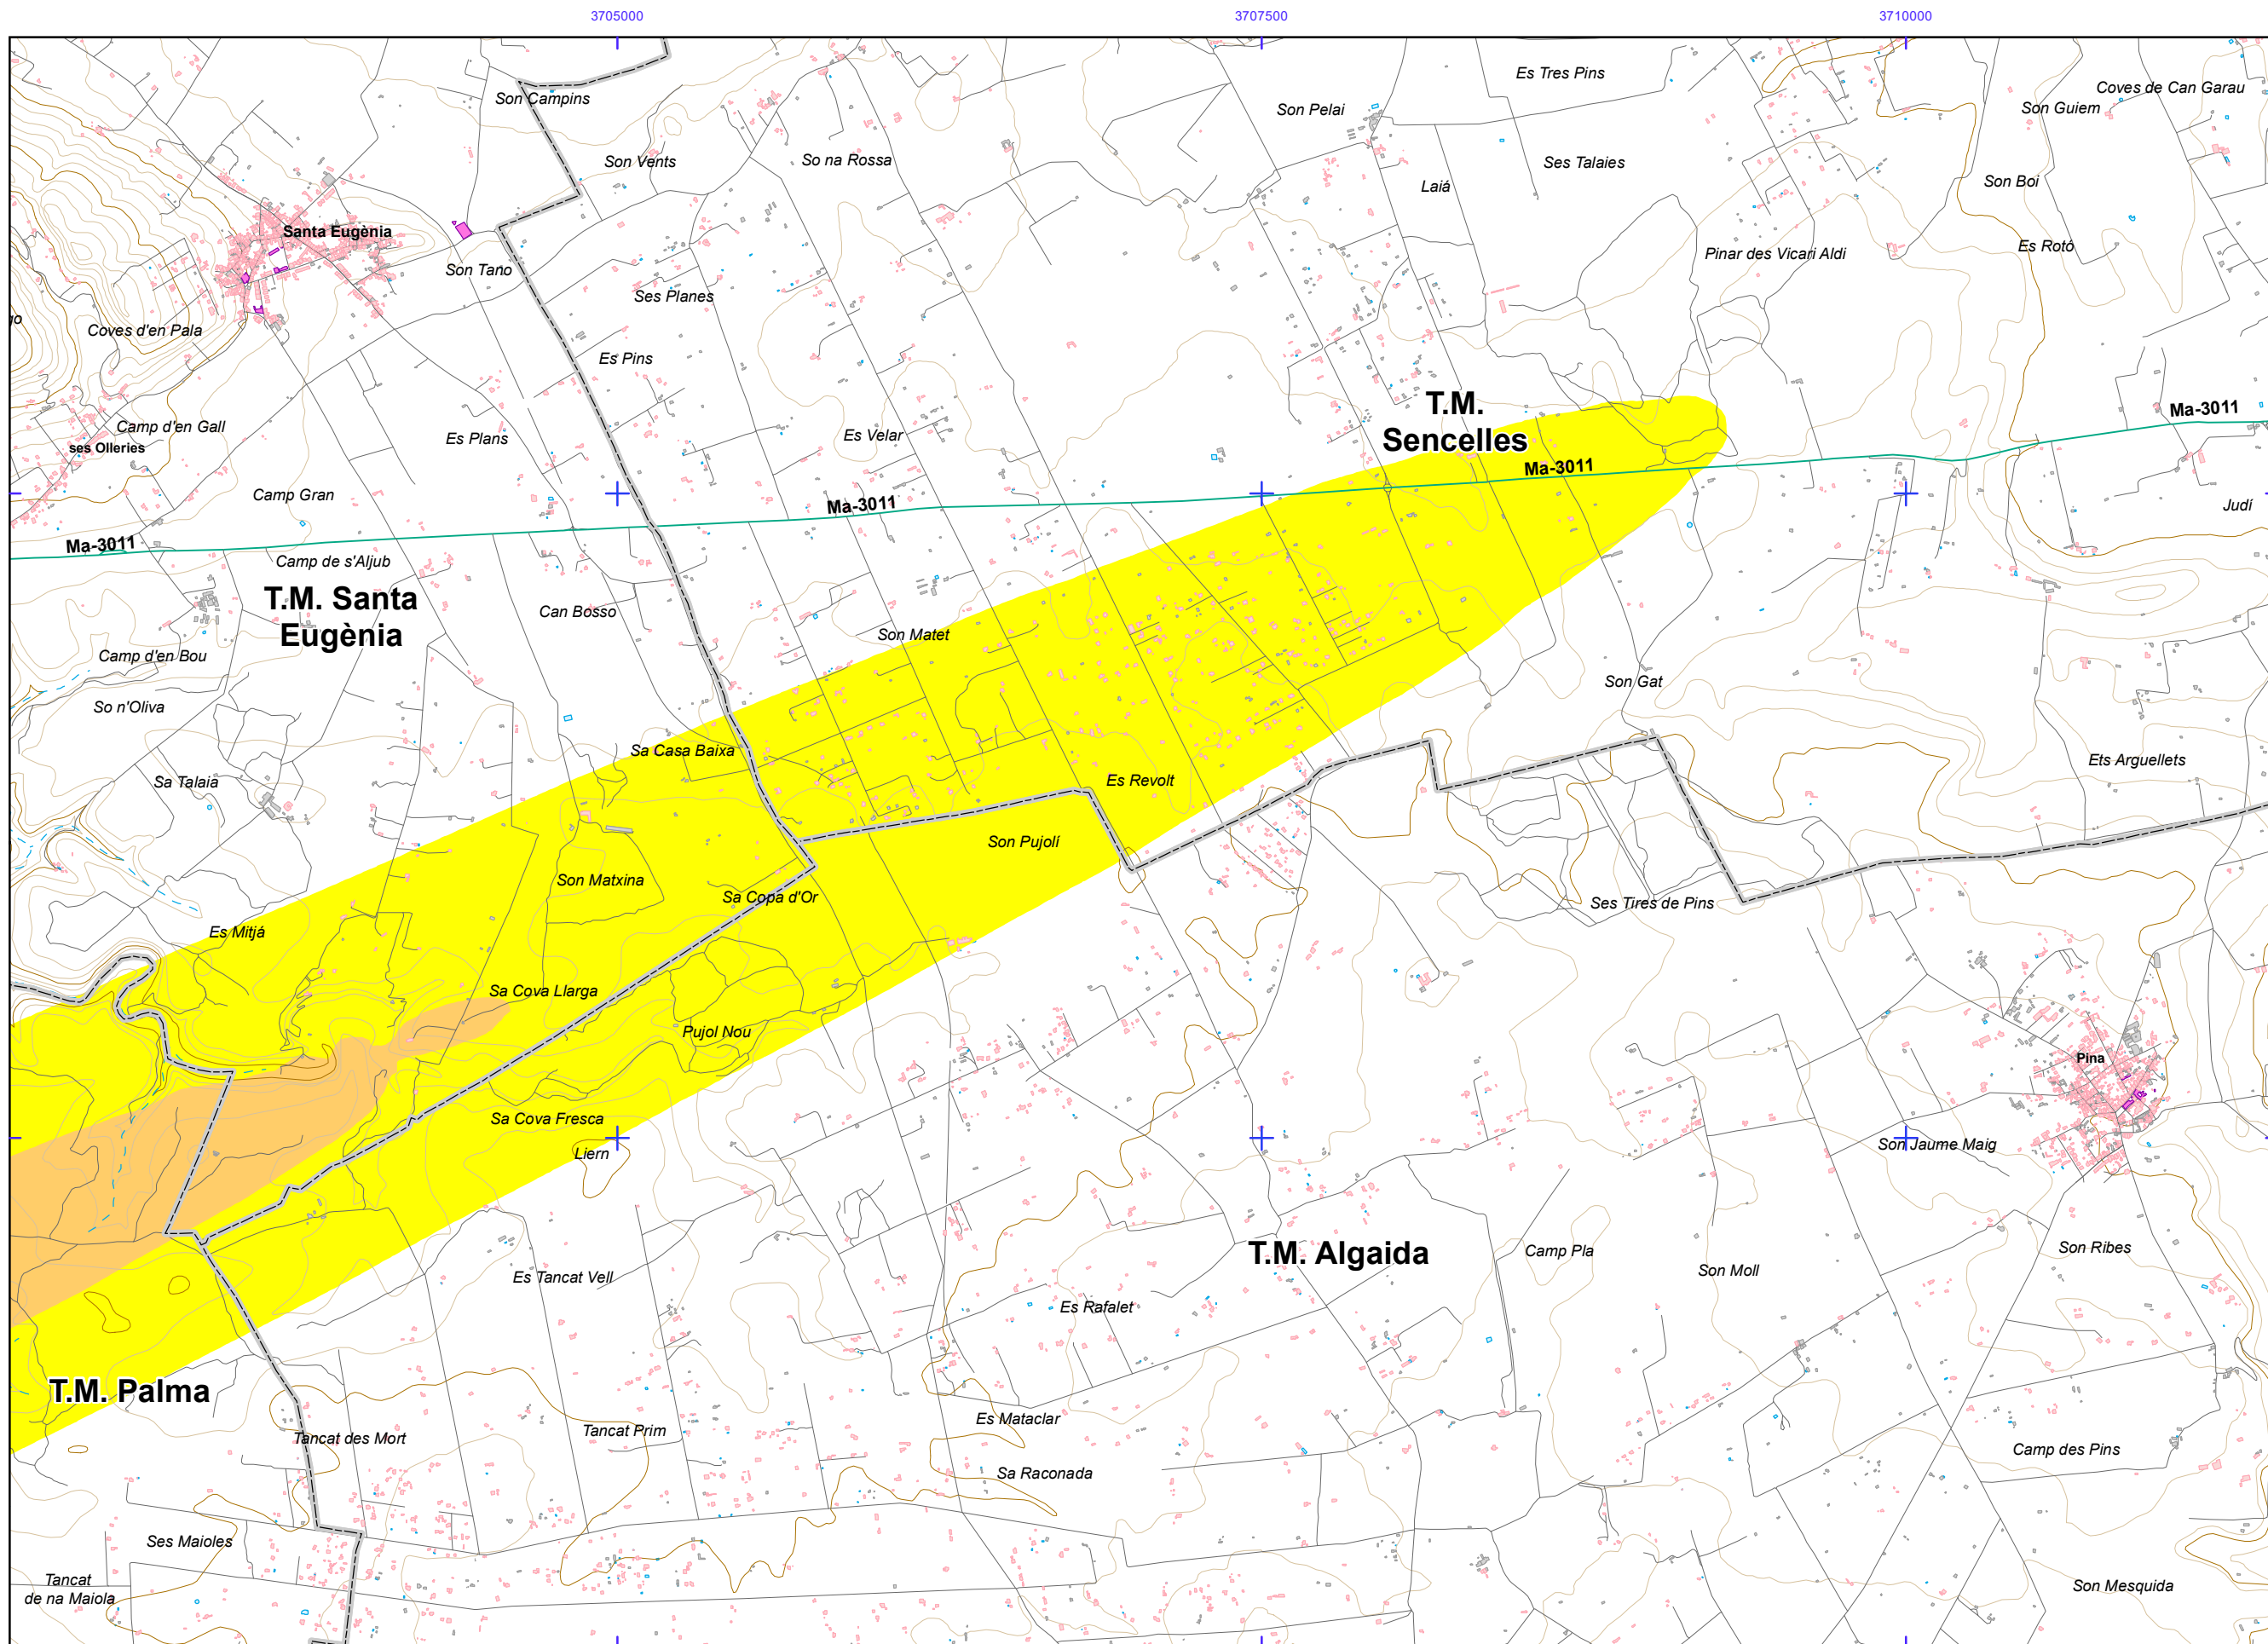 3705000
3707500
3710000
Es Tres Pins
Coves de Can Garau
Son Campins
Son Pelai
Son Guiem
Son Vents
So na Rossa
Ses Talaies
Laiá
Son Boi
Santa Eugènia
Es Rotó
Pinar des Vicari Aldi
Son Tano
Ses Planes
Coves d'en Pala
Es Pins
T.M.
Sencelles
Ma-3011
Camp d'en Gall
Es Velar
Es Plans
ses Olleries
Ma-3011
Camp Gran
Ma-3011
Judí
Ma-3011
Camp de s'Aljub
T.M. Santa
Eugènia
Can Bosso
Son Matet
Camp d'en Bou
Son Gat
So n'Oliva
Sa Casa Baixa
Ets Arguellets
Sa Talaia
Es Revolt
Son Pujolí
Son Matxina
Sa Copa d'Or
Ses Tires de Pins
Es Mitjá
Sa Cova Llarga
Pujol Nou
Pina
Sa Cova Fresca
Son Jaume Maig
Liern
T.M. Algaida
Son Ribes
Camp Pla
Son Moll
Es Tancat Vell
Es Rafalet
T.M. Palma
Es Mataclar
Tancat Prim
Tancat des Mort
Camp des Pins
Sa Raconada
Ses Maioles
Tancat
de na Maiola
Son Mesquida